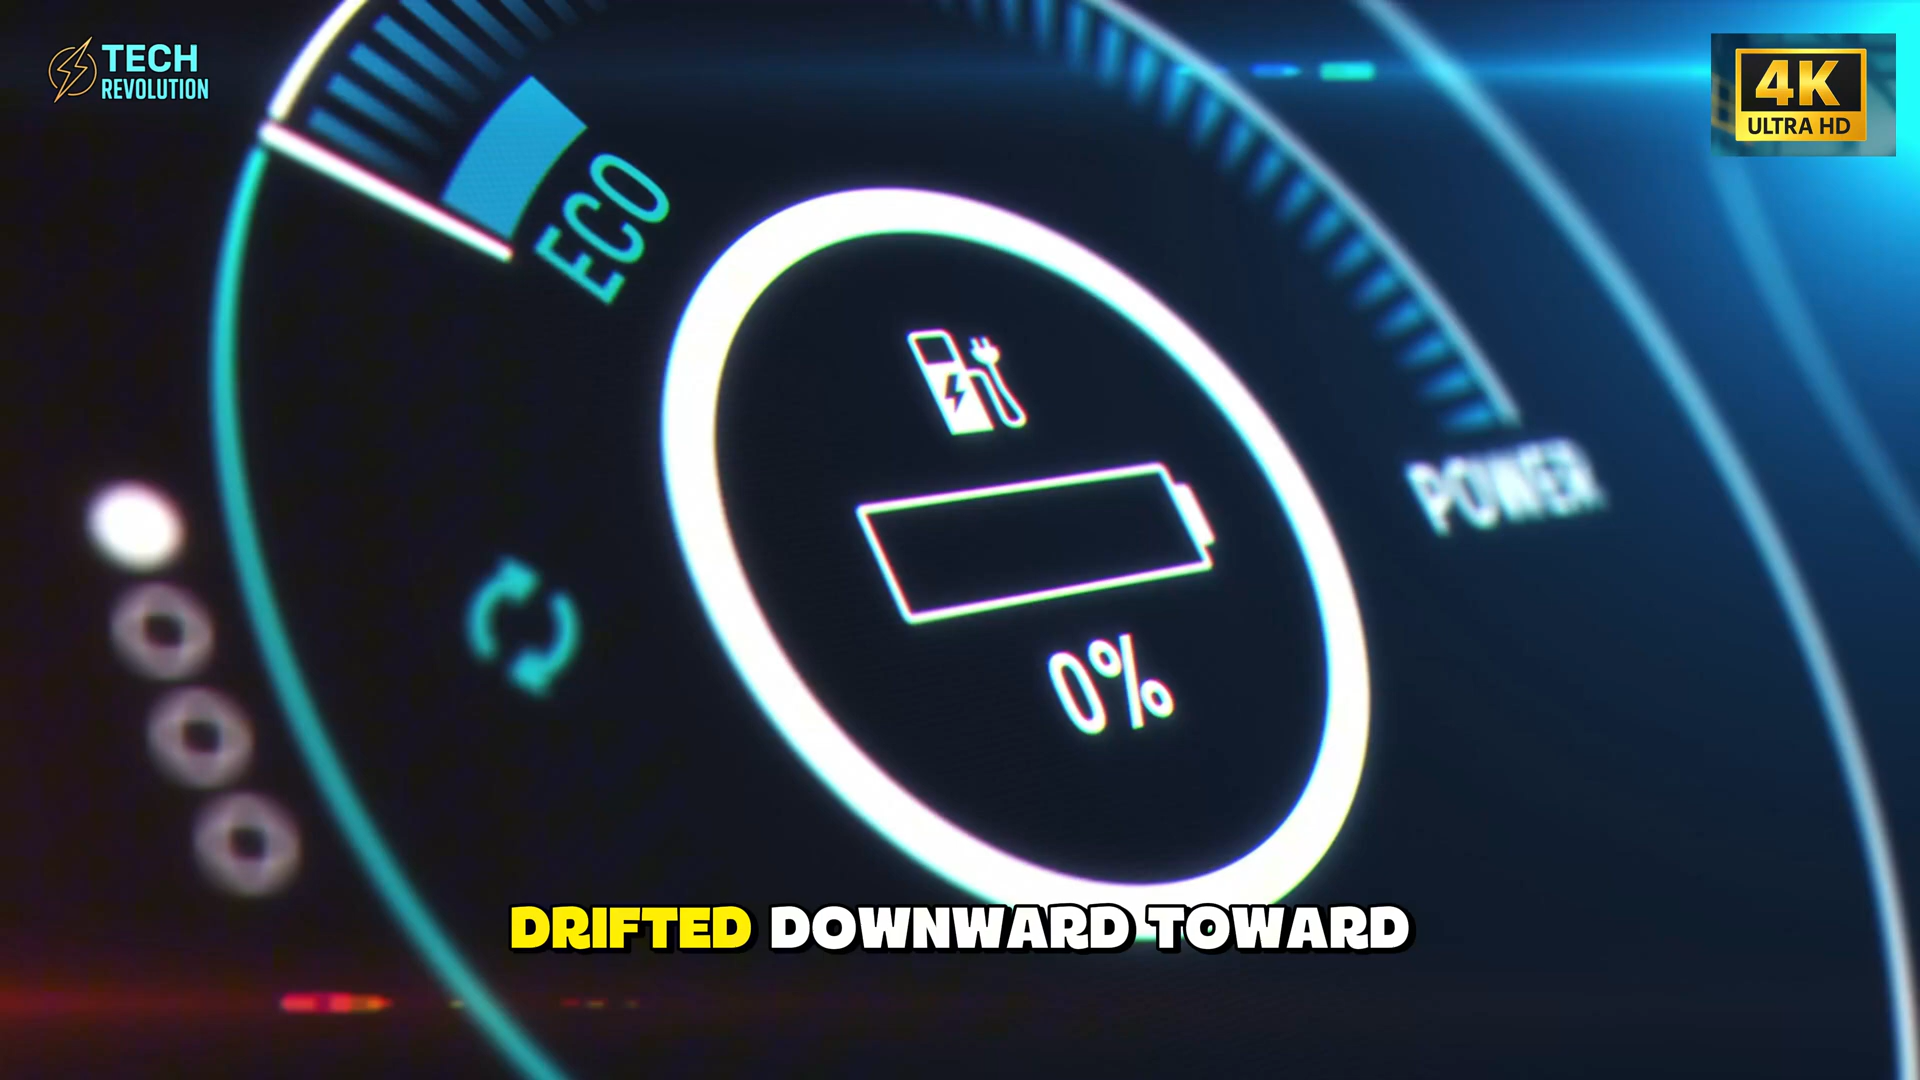 TECH
REVOLUTION
4K
ULTRA HD
ECO
POWER
0%
DRIFTED DOWNWARD TOWARD